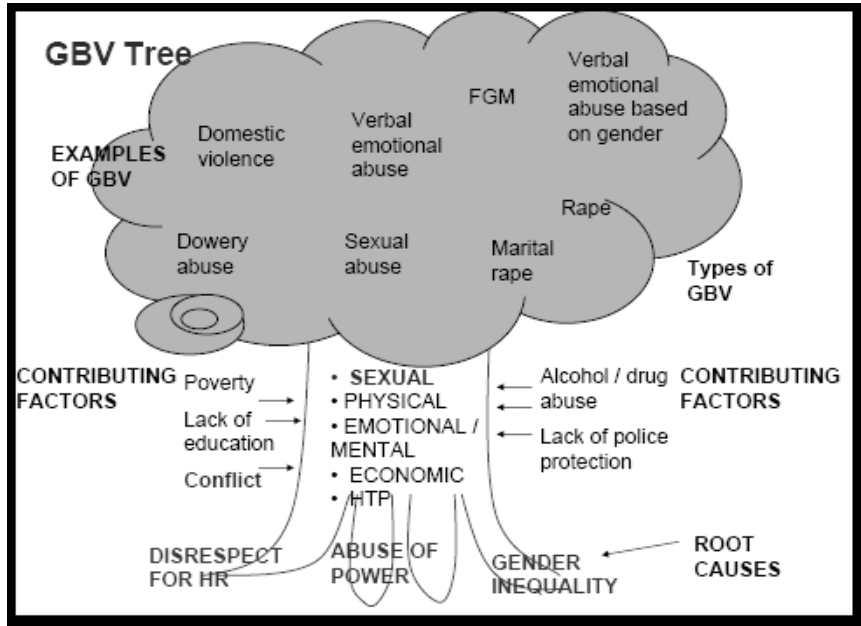 GBV Tree
EXAMPLES
OF GBV
Domestic
violence
Verbal
emotional
abuse
FGM
Verbal
emotional
abuse based
on gender
Dowery
abuse
Sexual
abuse
Marital
rape
Rape
Types of
GBV
CONTRIBUTING
FACTORS
Poverty
Lack of
education
Conflict
• SEXUAL
• PHYSICAL
• EMOTIONAL /
MENTAL
• ECONOMIC
• HTP
Alcohol / drug
abuse
Lack of police
protection
CONTRIBUTING
FACTORS
DISRESPECT
FOR HR
ABUSE OF
POWER
GENDER
INEQUALITY
ROOT
CAUSES